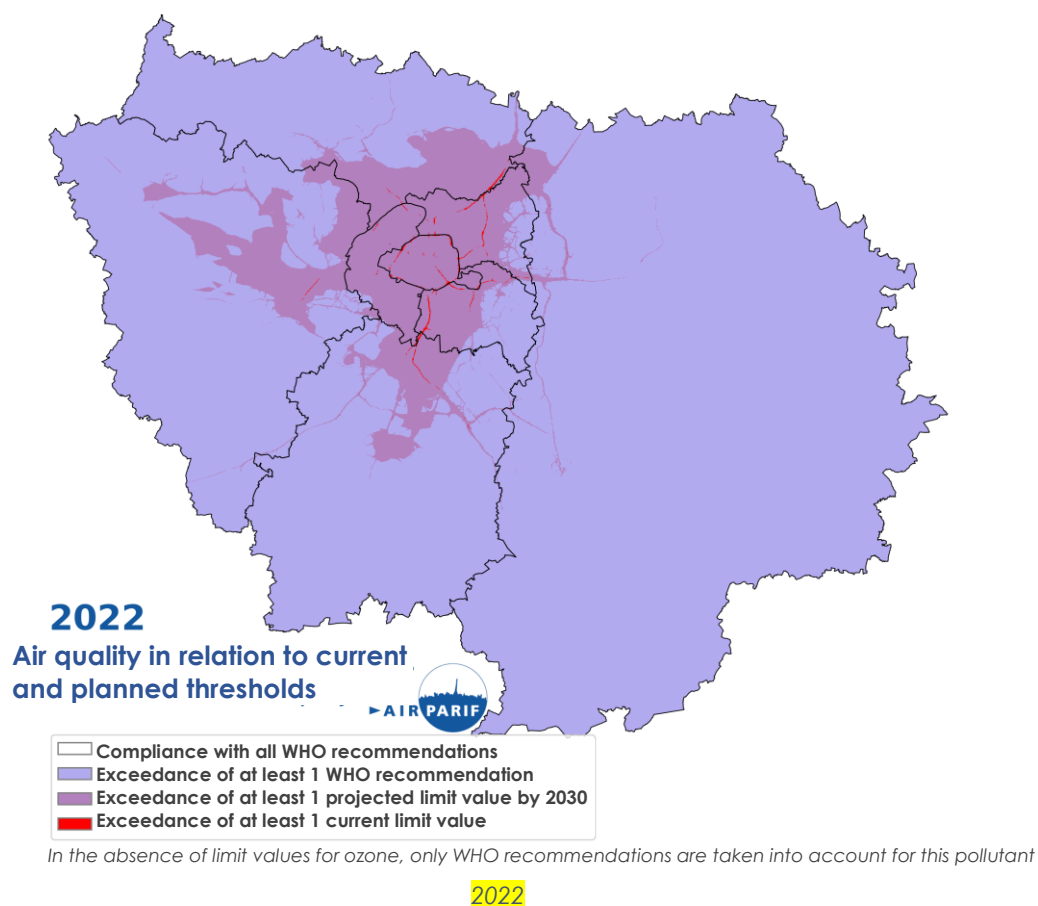 2022
Air quality in relation to current
and planned thresholds
AIRPARIF
Compliance with all WHO recommendations
Exceedance of at least 1 WHO recommendation
Exceedance of at least 1 projected limit value by 2030
Exceedance of at least 1 current limit value
In the absence of limit values for ozone, only WHO recommendations are taken into account for this pollutant
2022